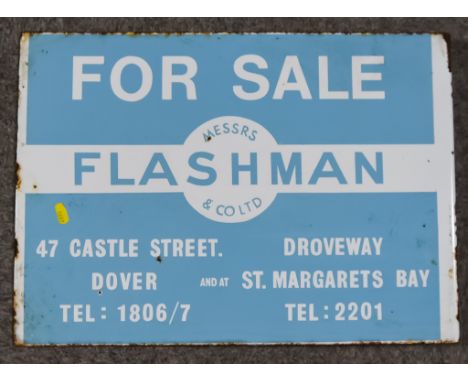 FOR SALE
MESSRS
FLASHMAN
& CO LTD
47 CASTLE STREET. DROVEWAY
DOVER AND AT ST. MARGARETS BAY
TEL: 1806/7 TEL: 2201